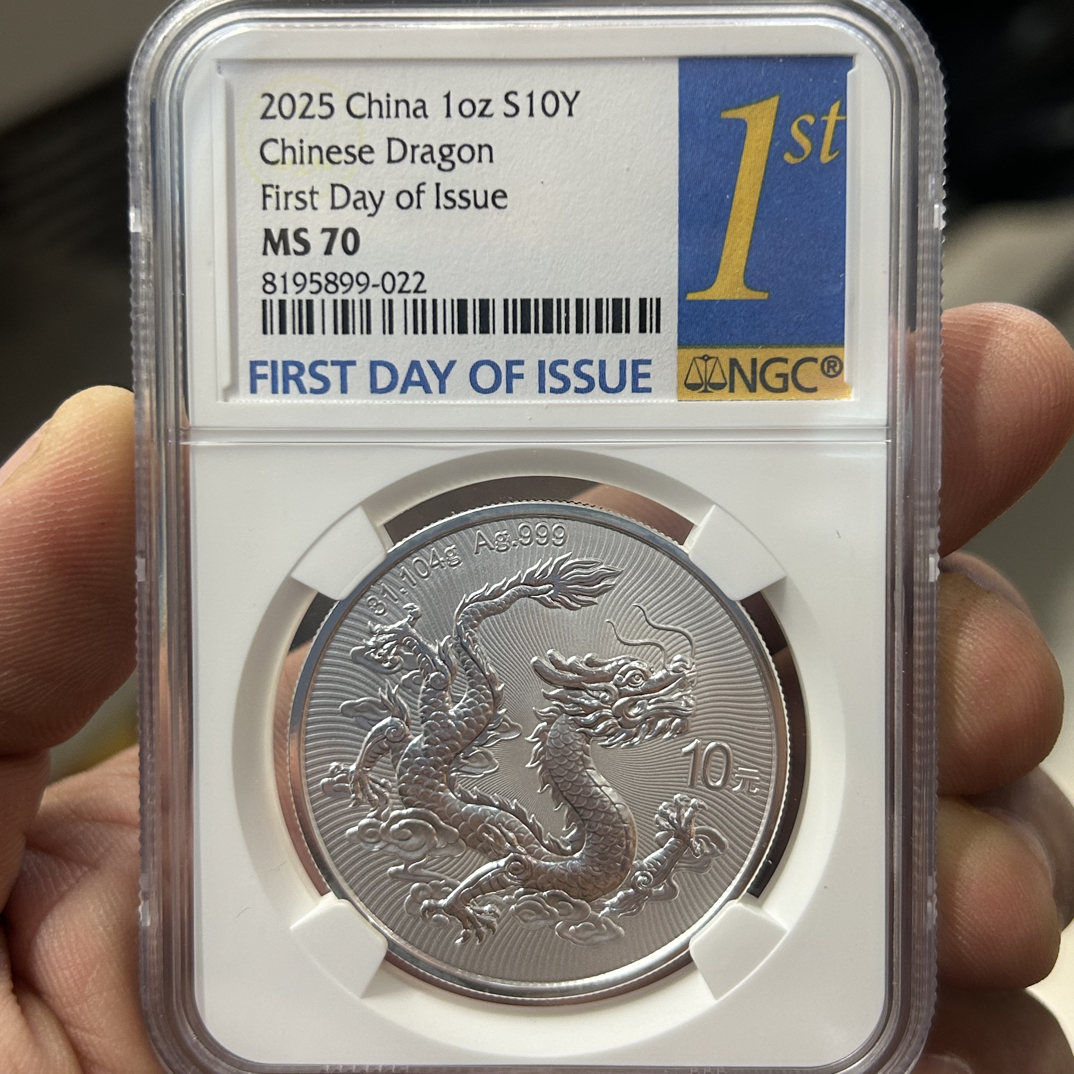 2025 China 1oz S10Y
Chinese Dragon
First Day of Issue
MS 70
8195899-022
FIRST DAY OF ISSUE
1st
NGC®
31.104g Ag.999
10元